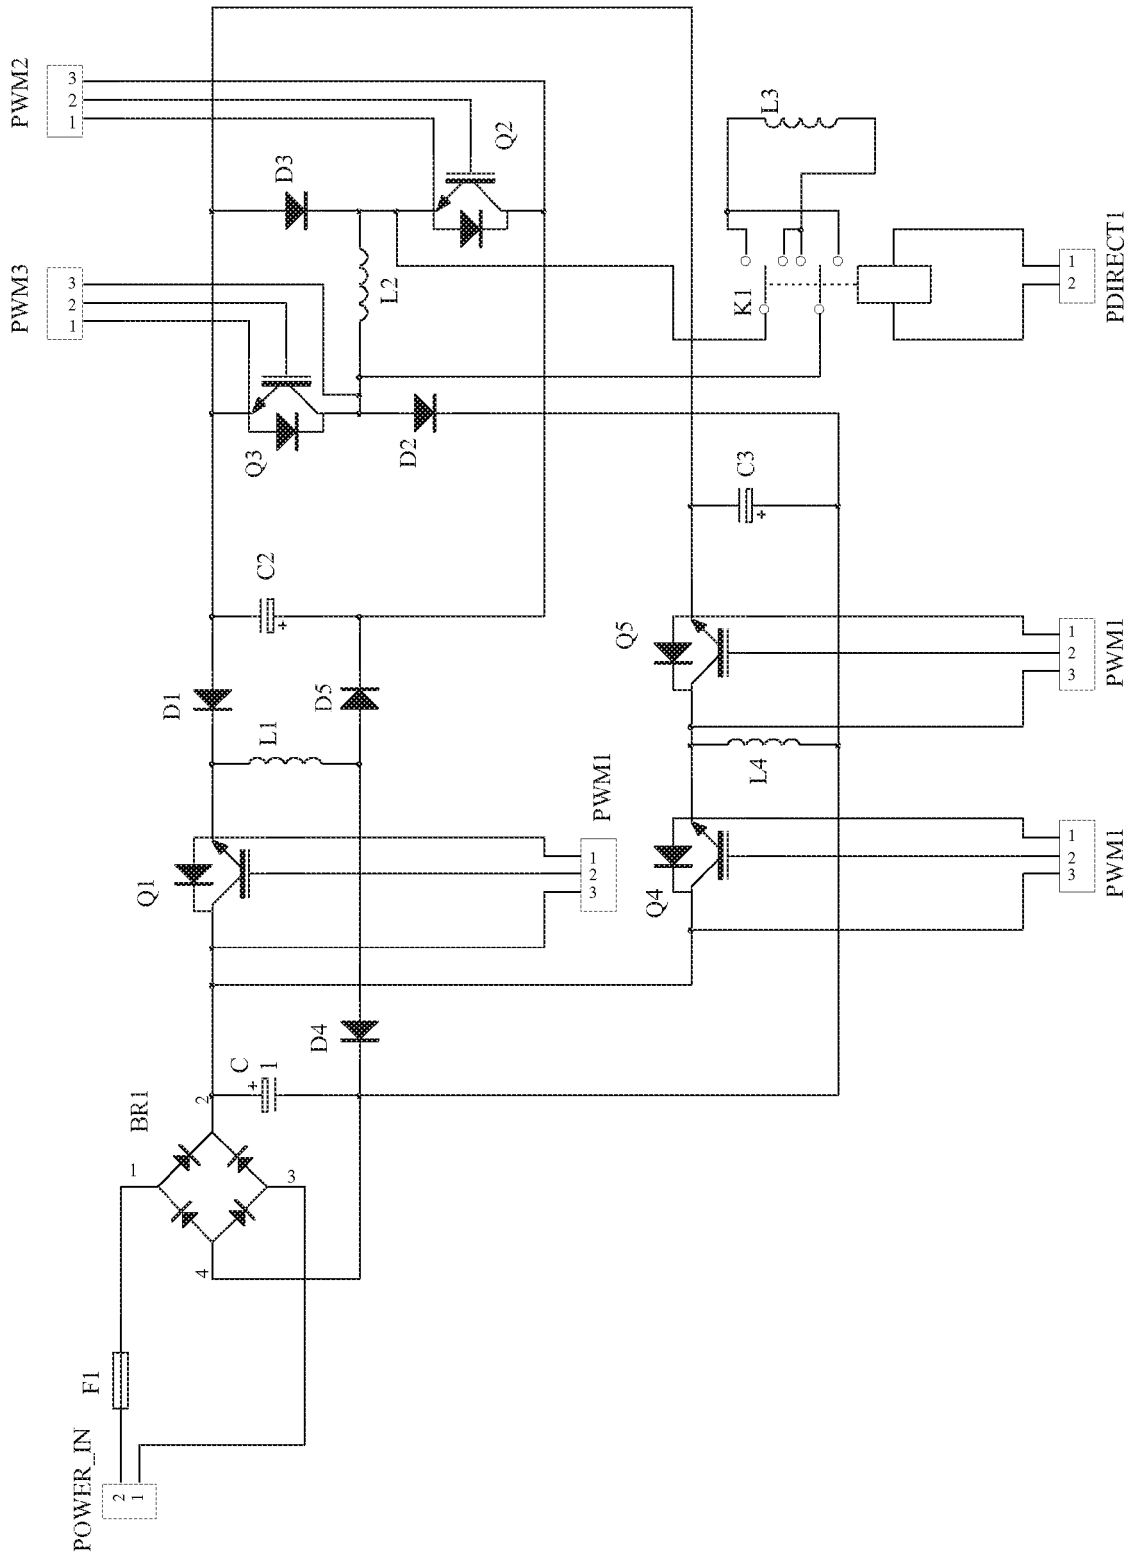 POWER_IN
2
1
F1
BR1
1
2
3
4
C
+
1
D4
Q1
PWM1
1
2
3
D1
L1
D5
C2
+
Q3
D2
PWM3
3
2
1
L2
D3
PWM2
3
2
1
Q2
Q4
PWM1
1
2
3
L4
Q5
PWM1
1
2
3
C3
+
K1
L3
PDIRECT1
1
2